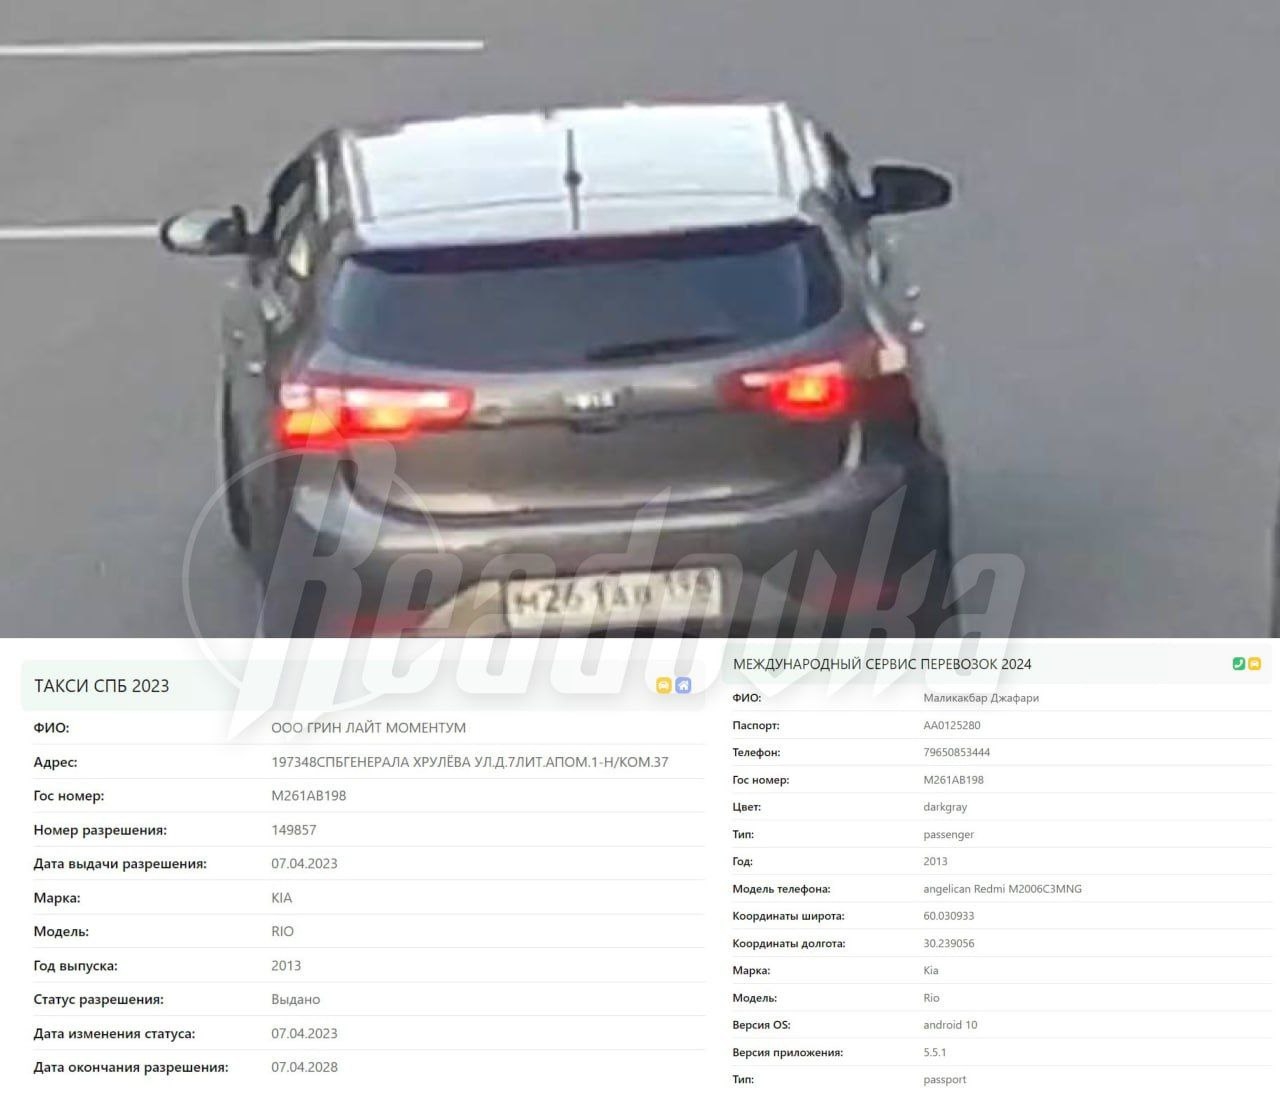 М261АВ 198
Readovka
ТАКСИ СПБ 2023
ФИО: ООО ГРИН ЛАЙТ МОМЕНТУМ
Адрес: 197348СПБГЕНЕРАЛА ХРУЛЁВА УЛ.Д.7ЛИТ.АПОМ.1-Н/КОМ.37
Гос номер: М261АВ198
Номер разрешения: 149857
Дата выдачи разрешения: 07.04.2023
Марка: KIA
Модель: RIO
Год выпуска: 2013
Статус разрешения: Выдано
Дата изменения статуса: 07.04.2023
Дата окончания разрешения: 07.04.2028
МЕЖДУНАРОДНЫЙ СЕРВИС ПЕРЕВОЗОК 2024
ФИО: Маликакбар Джафари
Паспорт: AA0125280
Телефон: 79650853444
Гос номер: М261АВ198
Цвет: darkgray
Тип: passenger
Год: 2013
Модель телефона: angelican Redmi M2006C3MNG
Координаты широта: 60.030933
Координаты долгота: 30.239056
Марка: Kia
Модель: Rio
Версия OS: android 10
Версия приложения: 5.5.1
Тип: passport